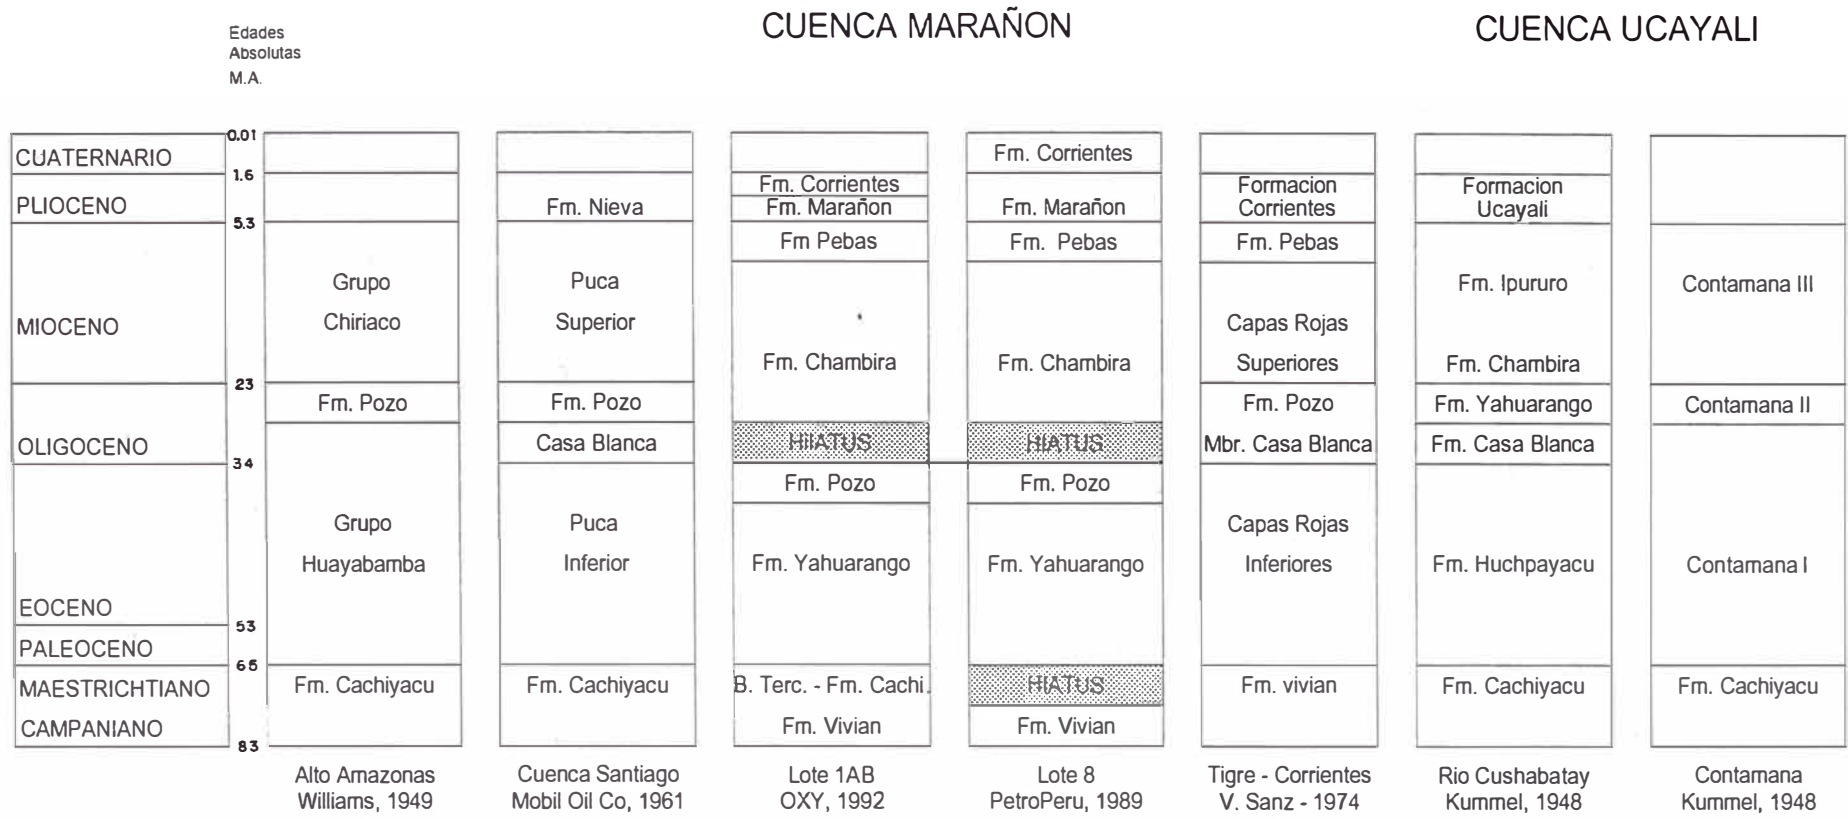 Edades
Absolutas
M.A.
CUENCA MARAÑON
CUENCA UCAYALI
CUATERNARIO
PLIOCENO
MIOCENO
OLIGOCENO
EOCENO
PALEOCENO
MAESTRICHTIANO
CAMPANIANO
0.01
1.6
5.3
23
34
53
65
83
Grupo
Chiriaco
Fm. Pozo
Grupo
Huayabamba
Fm. Cachiyacu
Alto Amazonas
Williams, 1949
Fm. Nieva
Puca
Superior
Fm. Pozo
Casa Blanca
Puca
Inferior
Fm. Cachiyacu
Cuenca Santiago
Mobil Oil Co, 1961
Fm. Corrientes
Fm. Marañon
Fm Pebas
Fm. Chambira
HIATUS
Fm. Pozo
Fm. Yahuarango
B. Terc. - Fm. Cachi.
Fm. Vivian
Lote 1AB
OXY, 1992
Fm. Corrientes
Fm. Marañon
Fm. Pebas
Fm. Chambira
HIATUS
Fm. Pozo
Fm. Yahuarango
HIATUS
Fm. Vivian
Lote 8
PetroPeru, 1989
Formacion
Corrientes
Fm. Pebas
Capas Rojas
Superiores
Fm. Pozo
Mbr. Casa Blanca
Capas Rojas
Inferiores
Fm. vivian
Tigre - Corrientes
V. Sanz - 1974
Formacion
Ucayali
Fm. Ipururo
Fm. Chambira
Fm. Yahuarango
Fm. Casa Blanca
Fm. Huchpayacu
Fm. Cachiyacu
Rio Cushabatay
Kummel, 1948
Contamana III
Contamana II
Contamana I
Fm. Cachiyacu
Contamana
Kummel, 1948